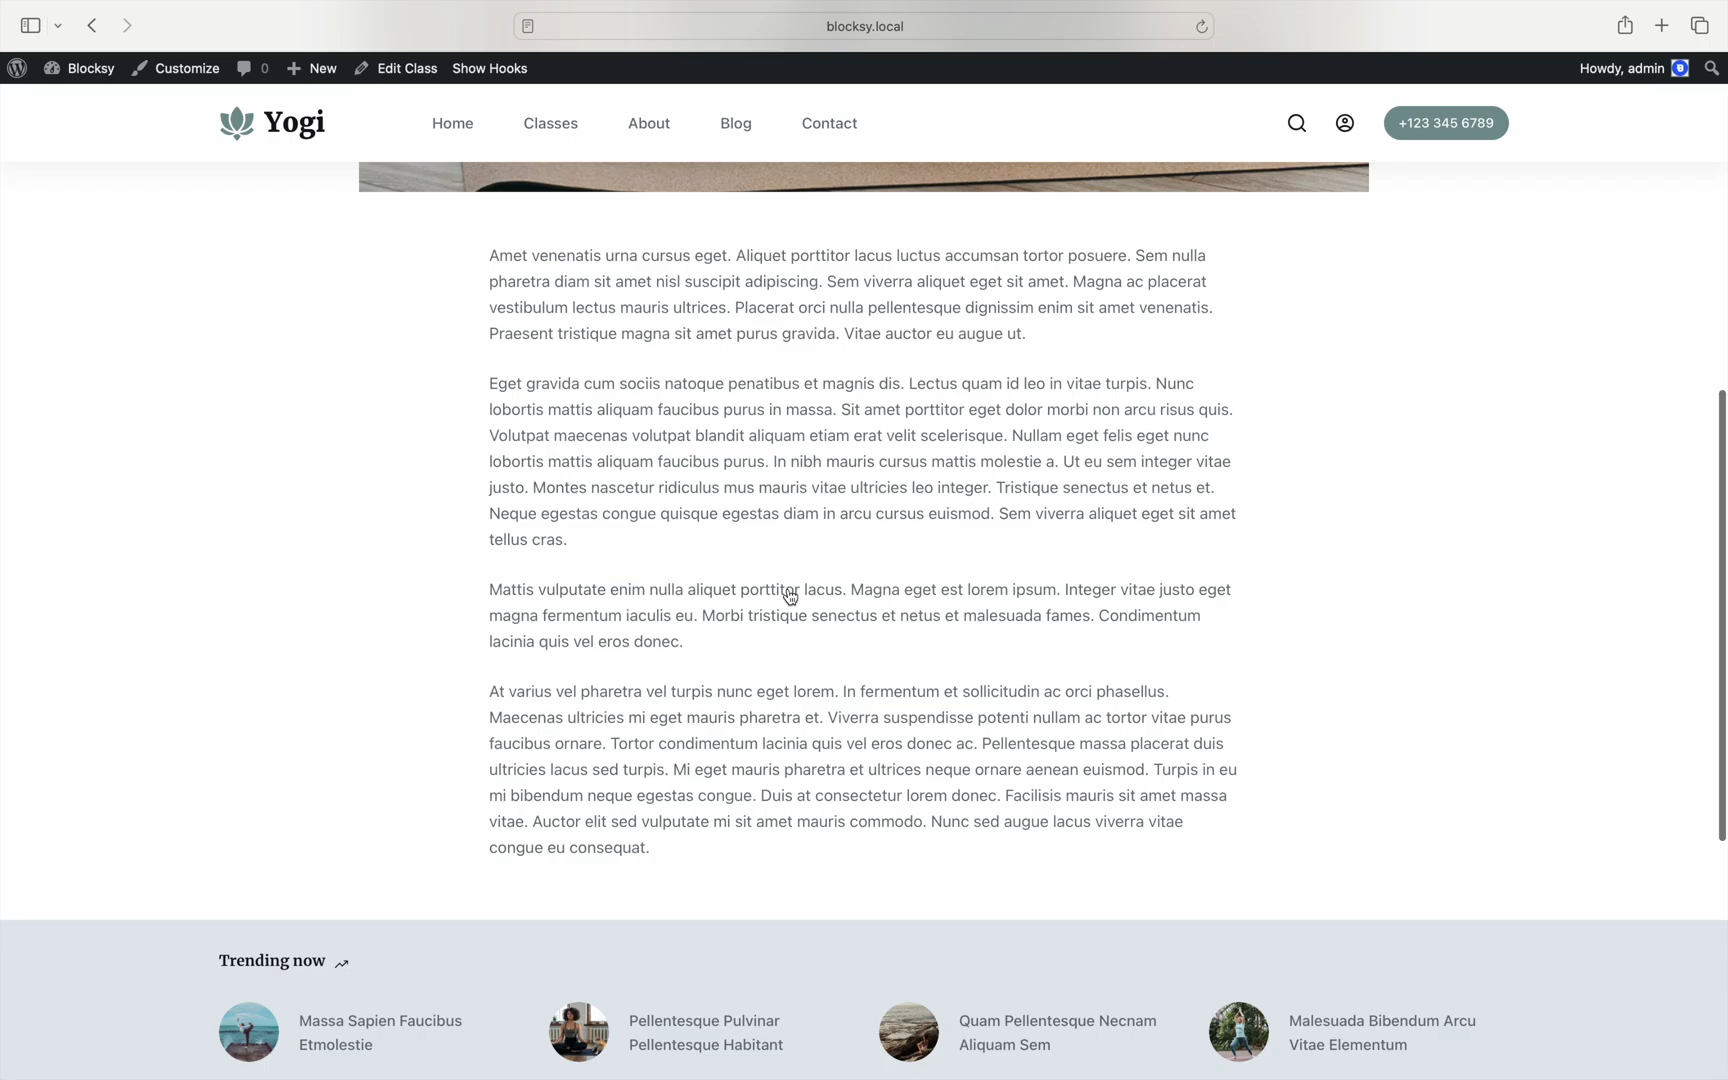 blocksy.local
Blocksy Customize 0 New Edit Class Show Hooks Howdy, admin
Yogi Home Classes About Blog Contact +123 345 6789
Amet venenatis urna cursus eget. Aliquet porttitor lacus luctus accumsan tortor posuere. Sem nulla
pharetra diam sit amet nisl suscipit adipiscing. Sem viverra aliquet eget sit amet. Magna ac placerat
vestibulum lectus mauris ultrices. Placerat orci nulla pellentesque dignissim enim sit amet venenatis.
Praesent tristique magna sit amet purus gravida. Vitae auctor eu augue ut.
Eget gravida cum sociis natoque penatibus et magnis dis. Lectus quam id leo in vitae turpis. Nunc
lobortis mattis aliquam faucibus purus in massa. Sit amet porttitor eget dolor morbi non arcu risus quis.
Volutpat maecenas volutpat blandit aliquam etiam erat velit scelerisque. Nullam eget felis eget nunc
lobortis mattis aliquam faucibus purus. In nibh mauris cursus mattis molestie a. Ut eu sem integer vitae
justo. Montes nascetur ridiculus mus mauris vitae ultricies leo integer. Tristique senectus et netus et.
Neque egestas congue quisque egestas diam in arcu cursus euismod. Sem viverra aliquet eget sit amet
tellus cras.
Mattis vulputate enim nulla aliquet porttitor lacus. Magna eget est lorem ipsum. Integer vitae justo eget
magna fermentum iaculis eu. Morbi tristique senectus et netus et malesuada fames. Condimentum
lacinia quis vel eros donec.
At varius vel pharetra vel turpis nunc eget lorem. In fermentum et sollicitudin ac orci phasellus.
Maecenas ultricies mi eget mauris pharetra et. Viverra suspendisse potenti nullam ac tortor vitae purus
faucibus ornare. Tortor condimentum lacinia quis vel eros donec ac. Pellentesque massa placerat duis
ultricies lacus sed turpis. Mi eget mauris pharetra et ultrices neque ornare aenean euismod. Turpis in eu
mi bibendum neque egestas congue. Duis at consectetur lorem donec. Facilisis mauris sit amet massa
vitae. Auctor elit sed vulputate mi sit amet mauris commodo. Nunc sed augue lacus viverra vitae
congue eu consequat.
Trending now
Massa Sapien Faucibus
Etmolestie
Pellentesque Pulvinar
Pellentesque Habitant
Quam Pellentesque Necnam
Aliquam Sem
Malesuada Bibendum Arcu
Vitae Elementum